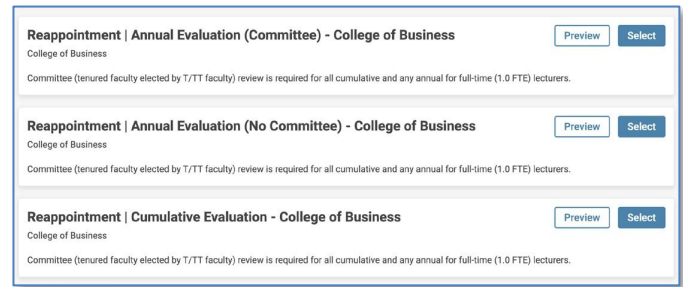 Reappointment | Annual Evaluation (Committee) - College of Business
Preview
Select
College of Business
Committee (tenured faculty elected by T/TT faculty) review is required for all cumulative and any annual for full-time (1.0 FTE) lecturers.
Reappointment | Annual Evaluation (No Committee) - College of Business
Preview
Select
College of Business
Committee (tenured faculty elected by T/TT faculty) review is required for all cumulative and any annual for full-time (1.0 FTE) lecturers.
Reappointment | Cumulative Evaluation - College of Business
Preview
Select
College of Business
Committee (tenured faculty elected by T/TT faculty) review is required for all cumulative and any annual for full-time (1.0 FTE) lecturers.